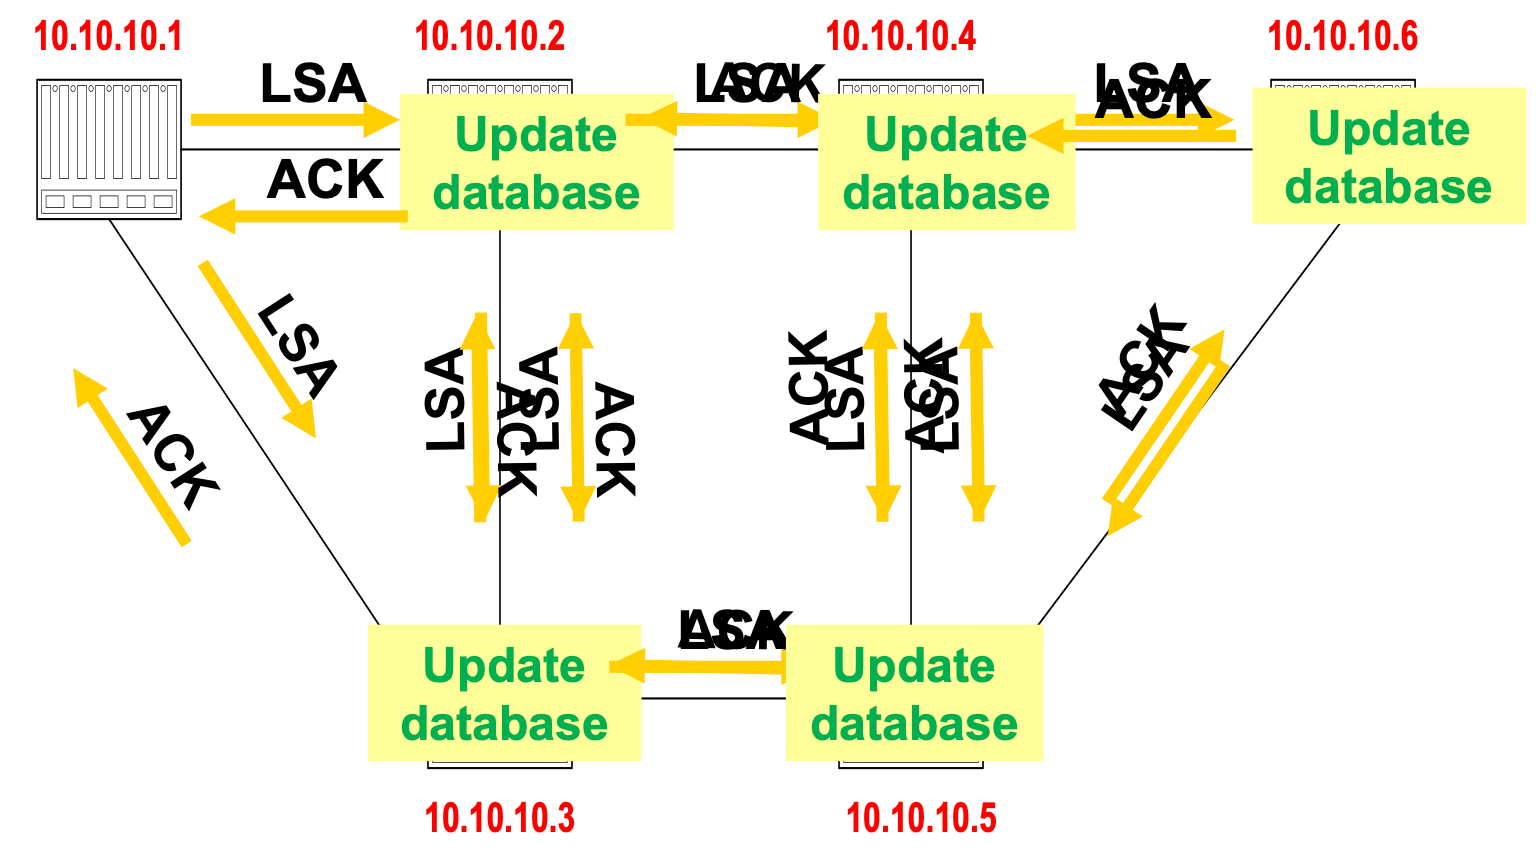 10.10.10.1
10.10.10.2
10.10.10.4
10.10.10.6
LSA
LSA
ACK
LSA
ACK
Update
database
Update
database
Update
database
ACK
LSA
ACK
LSA
ACK
LSA
ACK
ACK
LSA
ACK
LSA
ACK
LSA
LSA
ACK
Update
database
Update
database
10.10.10.3
10.10.10.5